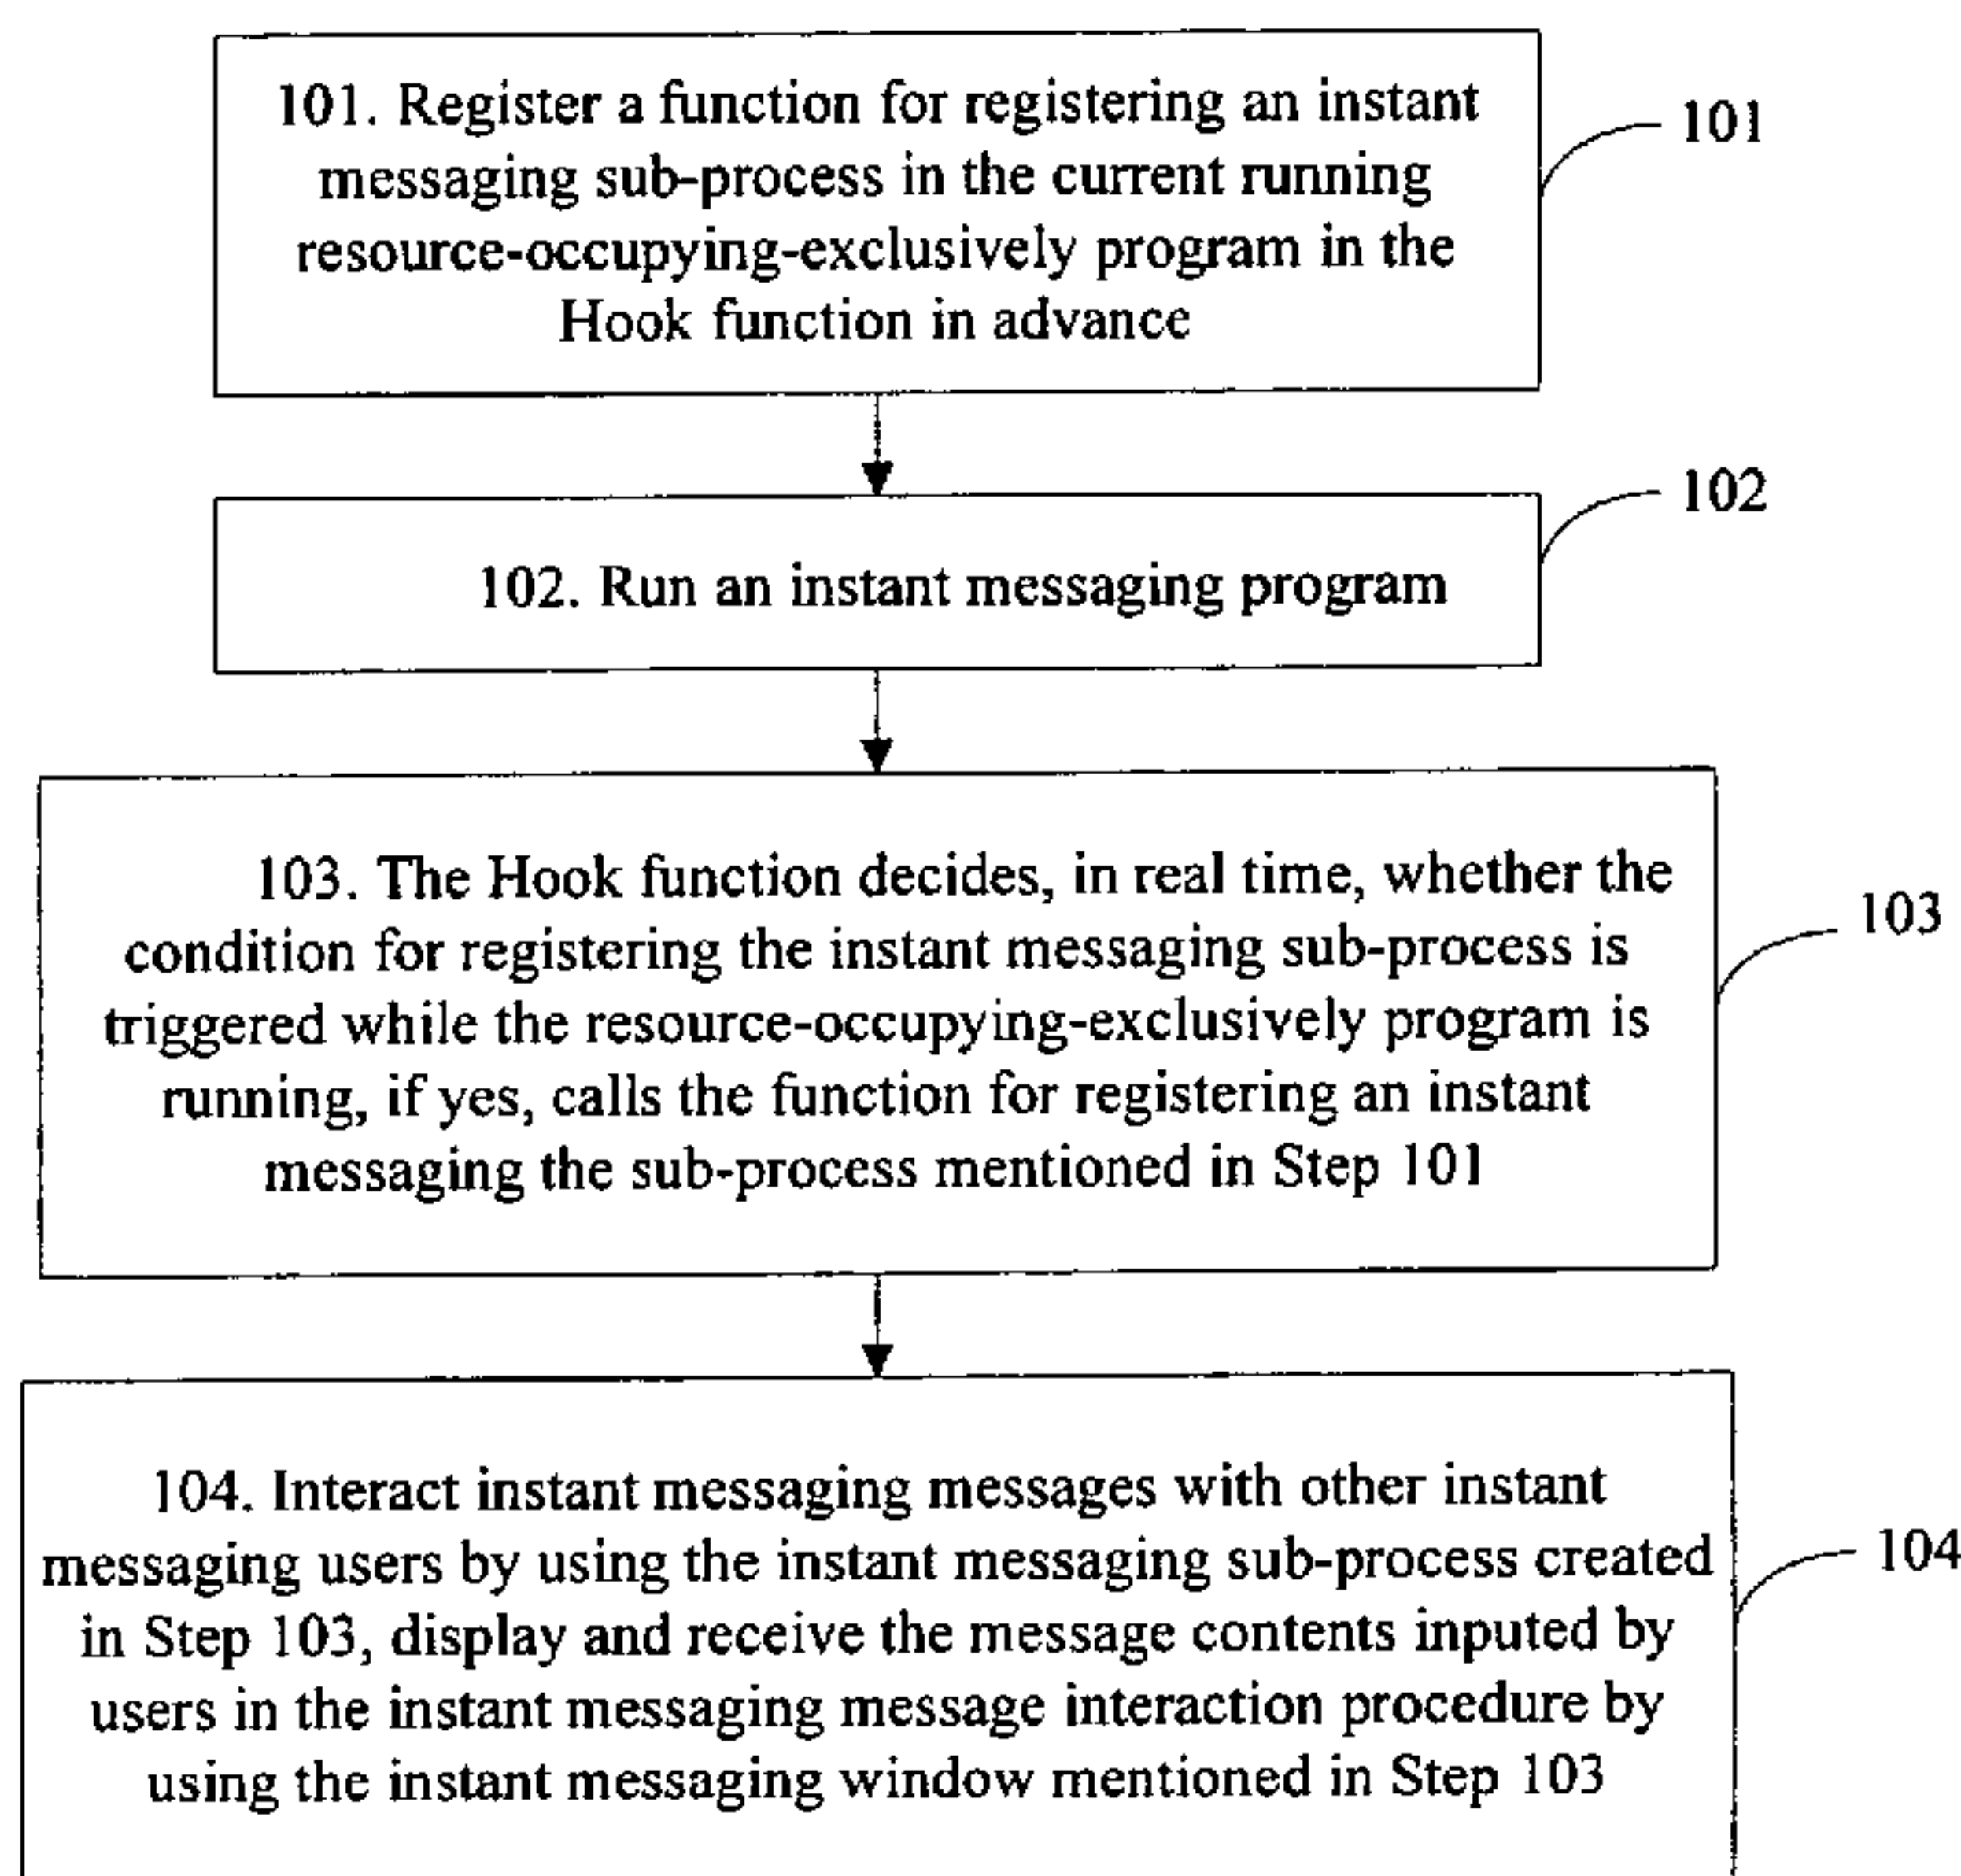 101. Register a function for registering an instant
messaging sub-process in the current running
resource-occupying-exclusively program in the
Hook function in advance
101
102. Run an instant messaging program
102
103. The Hook function decides, in real time, whether the
condition for registering the instant messaging sub-process is
triggered while the resource-occupying-exclusively program is
running, if yes, calls the function for registering an instant
messaging the sub-process mentioned in Step 101
103
104. Interact instant messaging messages with other instant
messaging users by using the instant messaging sub-process created
in Step 103, display and receive the message contents inputed by
users in the instant messaging message interaction procedure by
using the instant messaging window mentioned in Step 103
104